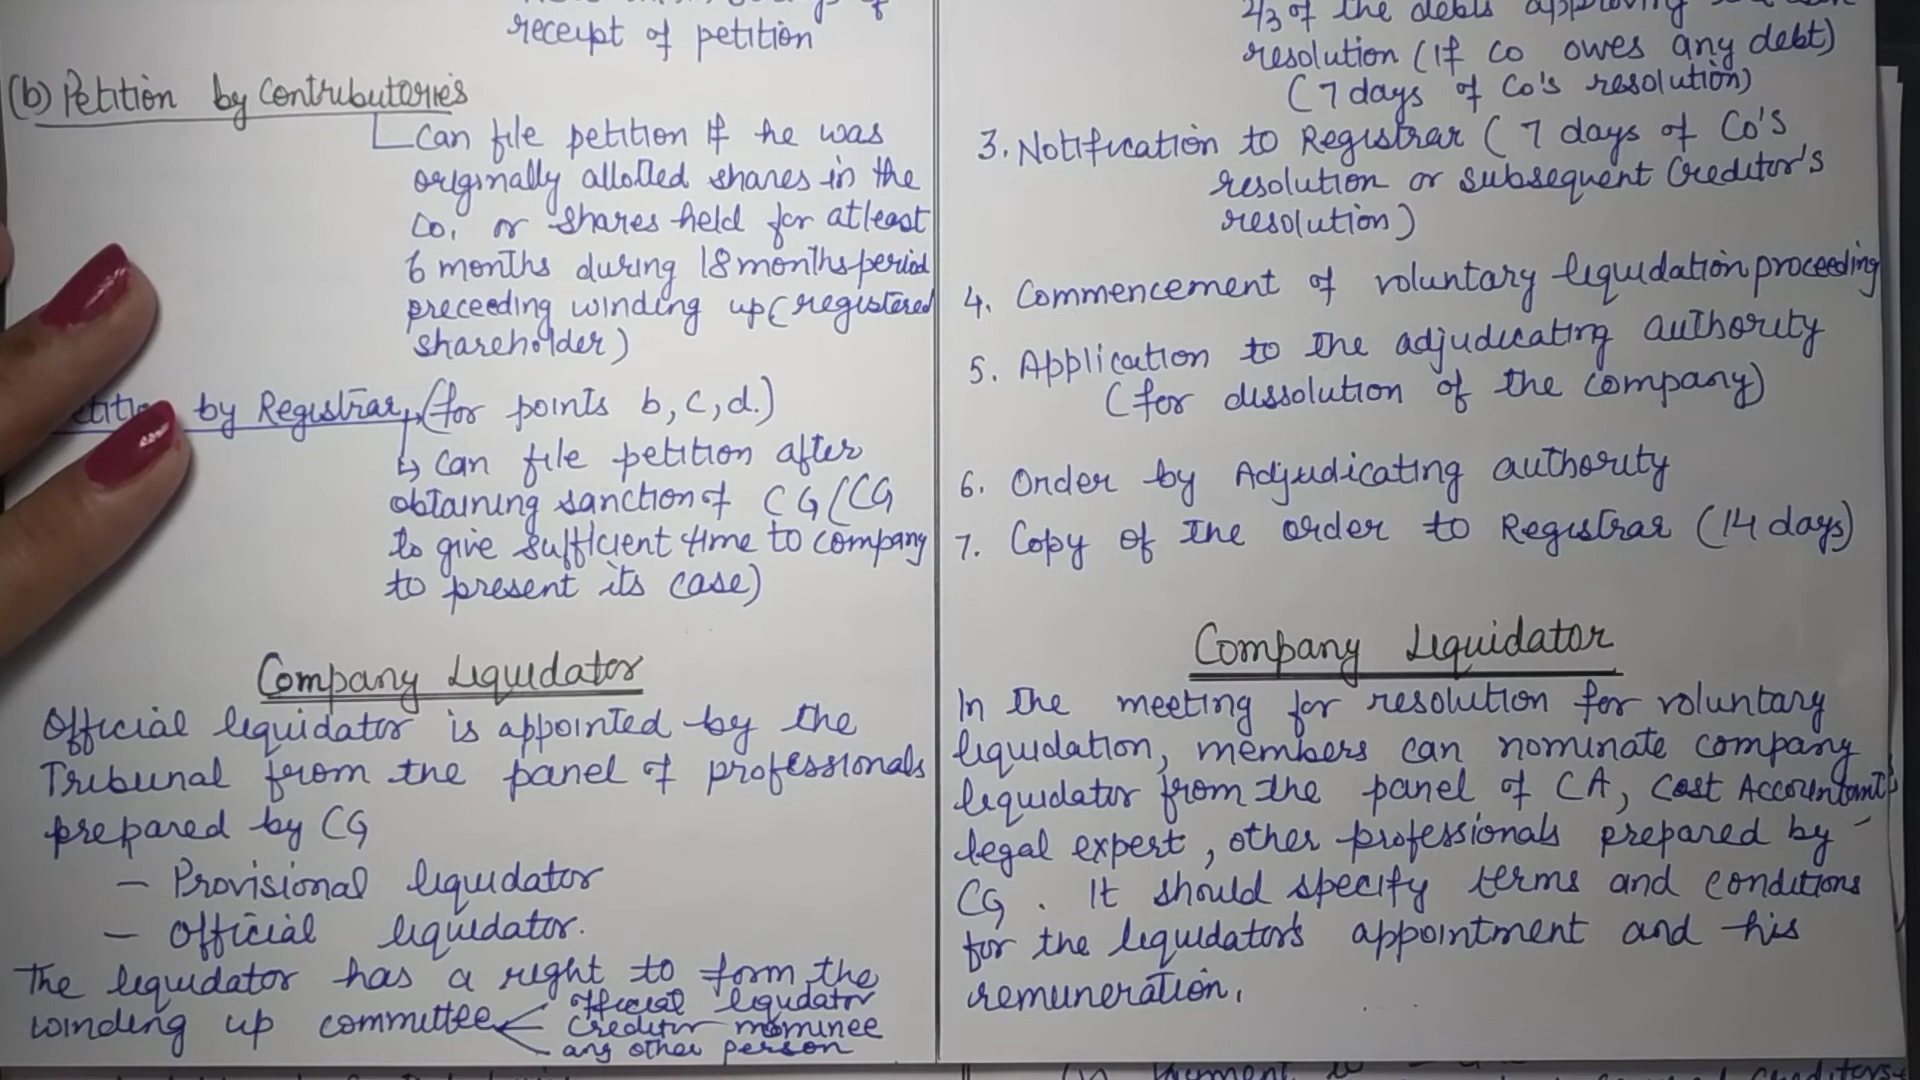 receipt of petition
(b) Petition by Contributories
Can file petition if he was
originally allotted shares in the
Co. or shares held for atleast
6 months during 18 months period
preceeding winding up (registered
shareholder)
by Registrar (for points b, c, d.)
↳ can file petition after
obtaining sanction of CG (CG
to give sufficient time to company
to present its case)
Company Liquidator
Official liquidator is appointed by the
Tribunal from the panel of professionals
prepared by CG
— Provisional liquidator
— Official liquidator.
The liquidator has a right to form the
winding up committee
official liqudator
Creditor nominee
any other person
2/3 of the debts approving
resolution (If co owes any debt)
(7 days of Co's resolution)
3. Notification to Registrar (7 days of Co's
resolution or subsequent Creditor's
resolution)
4. Commencement of voluntary liquidation proceeding
5. Application to the adjudicating authority
(for dissolution of the company)
6. Order by Adjudicating authority
7. Copy of the order to Registrar (14 days)
Company Liquidator
In the meeting for resolution for voluntary
liquidation, members can nominate company
liquidator from the panel of CA, Cost Accountant,
legal expert, other professionals prepared by
CG. It should specify terms and conditions
for the liquidator's appointment and his
remuneration.